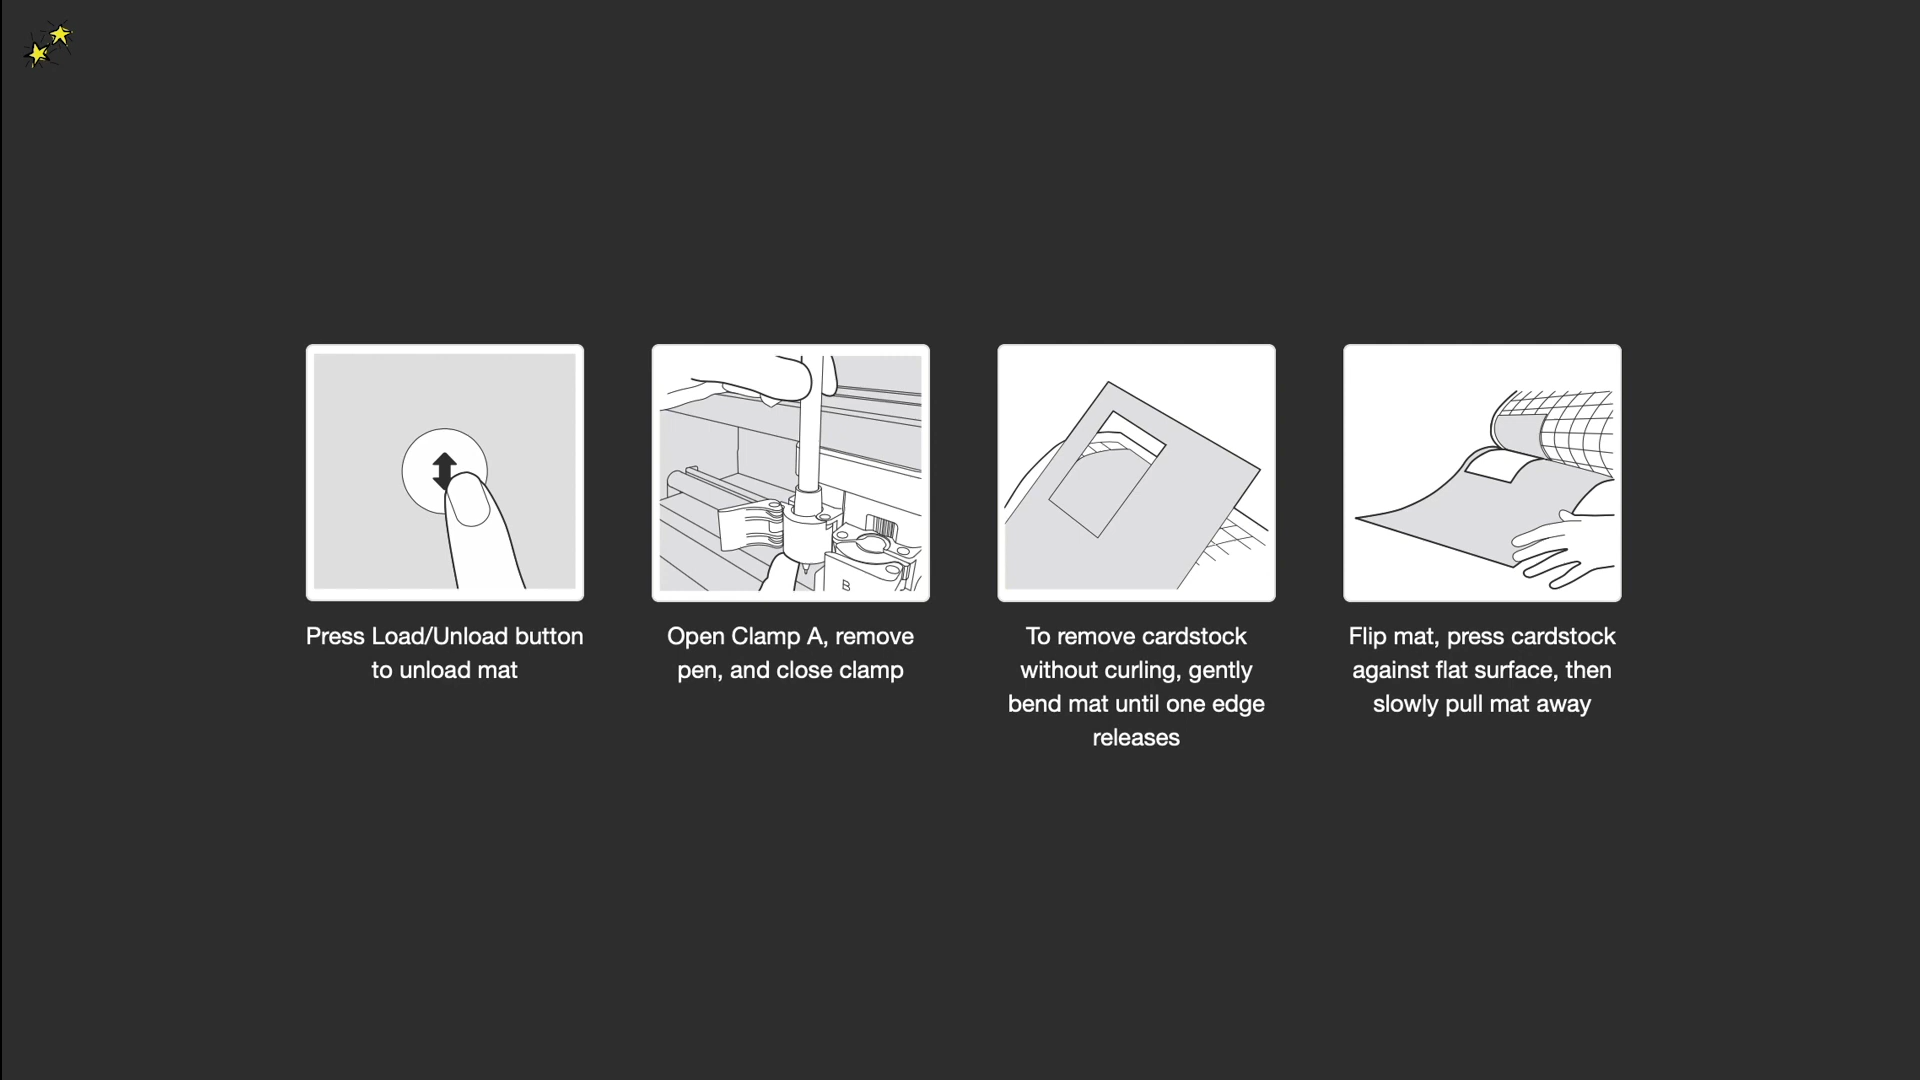 Press Load/Unload button
to unload mat
Open Clamp A, remove
pen, and close clamp
B
To remove cardstock
without curling, gently
bend mat until one edge
releases
Flip mat, press cardstock
against flat surface, then
slowly pull mat away